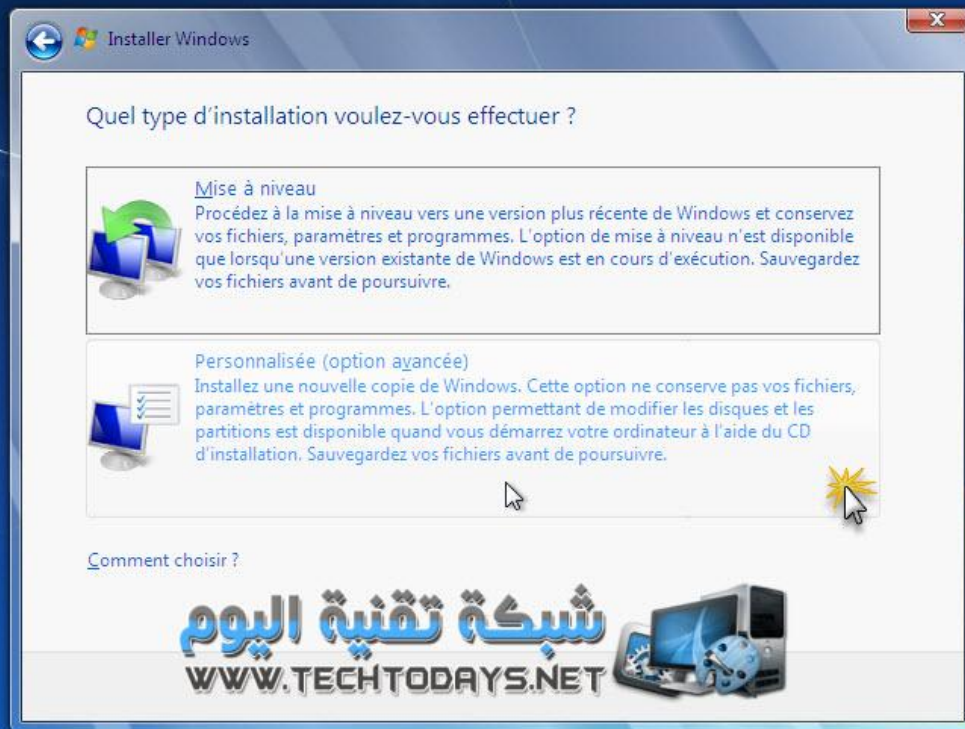 Installer Windows
Quel type d'installation voulez-vous effectuer ?
Mise à niveau
Procédez à la mise à niveau vers une version plus récente de Windows et conservez
vos fichiers, paramètres et programmes. L'option de mise à niveau n'est disponible
que lorsqu'une version existante de Windows est en cours d'exécution. Sauvegardez
vos fichiers avant de poursuivre.
Personnalisée (option avancée)
Installez une nouvelle copie de Windows. Cette option ne conserve pas vos fichiers,
paramètres et programmes. L'option permettant de modifier les disques et les
partitions est disponible quand vous démarrez votre ordinateur à l'aide du CD
d'installation. Sauvegardez vos fichiers avant de poursuivre.
Comment choisir ?
شبكة تقنية اليوم
WWW.TECHTODAYS.NET